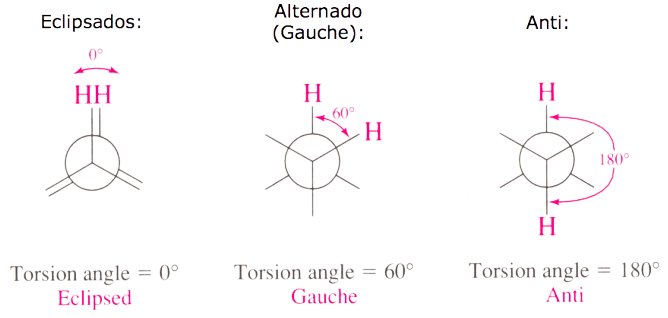 Eclipsados:
0°
HH
Torsion angle = 0°
Eclipsed
Alternado
(Gauche):
H
60°
H
Torsion angle = 60°
Gauche
Anti:
H
180°
H
Torsion angle = 180°
Anti